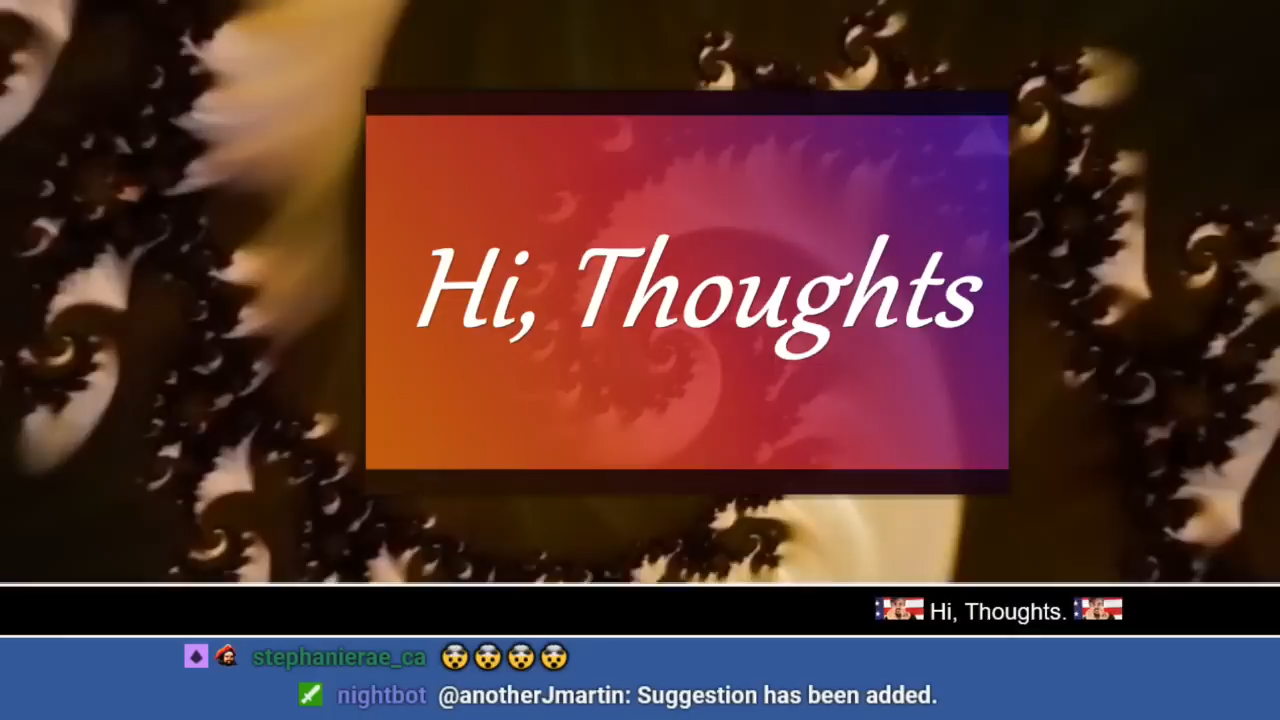 Hi, Thoughts
Hi, Thoughts.
stephanierae_ca 🤯🤯🤯🤯
nightbot @anotherJmartin: Suggestion has been added.